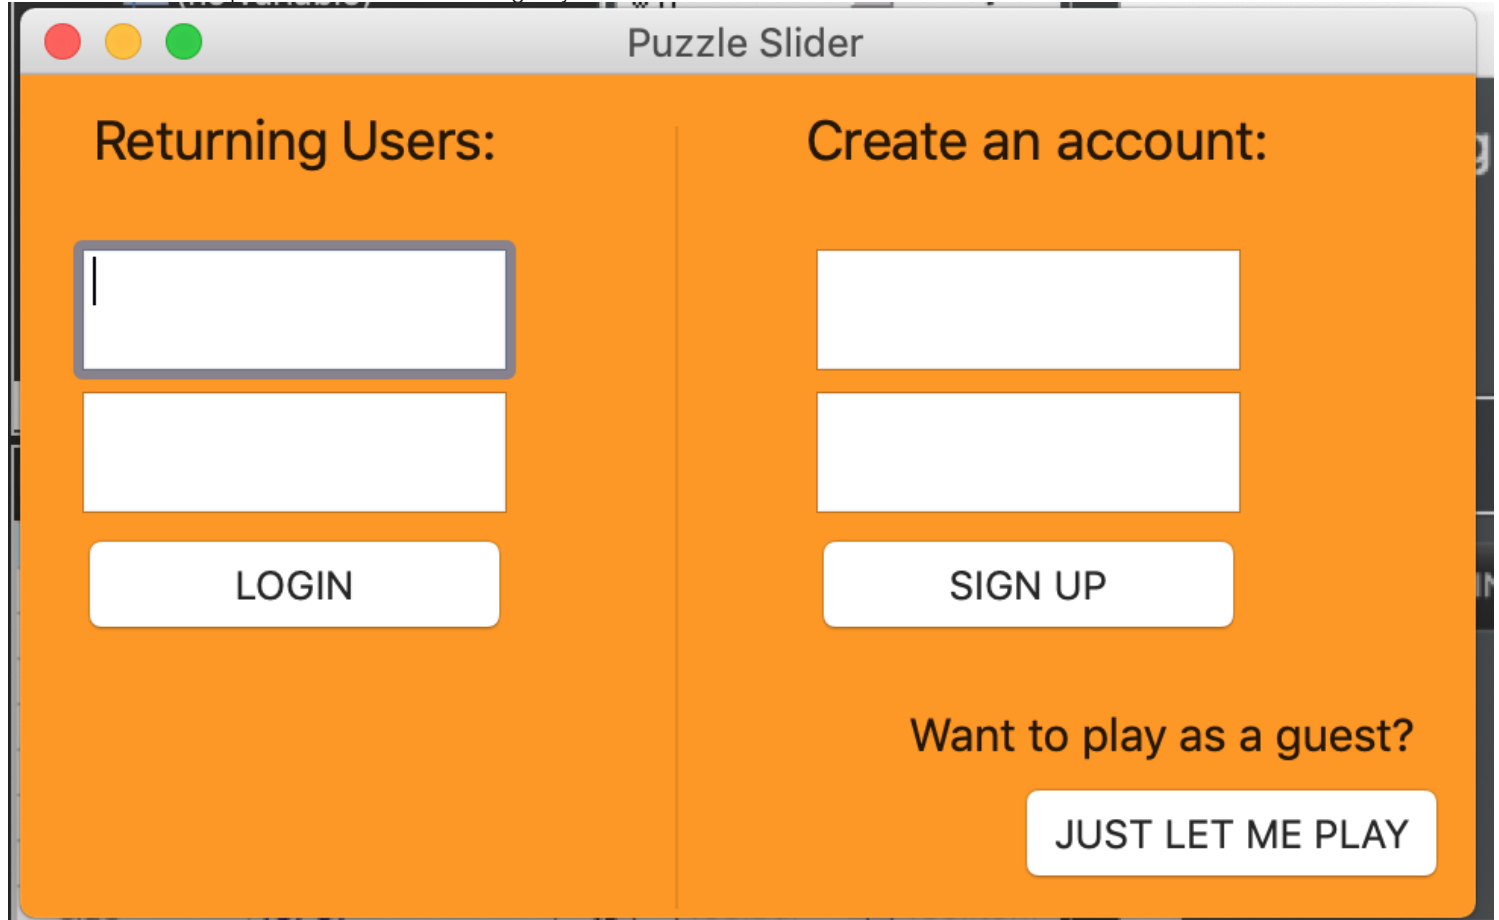 Puzzle Slider
Returning Users:
LOGIN
Create an account:
SIGN UP
Want to play as a guest?
JUST LET ME PLAY